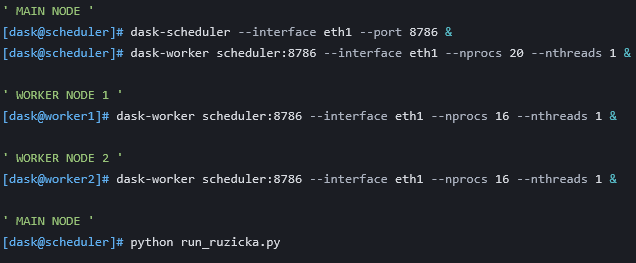 ' MAIN NODE '
[dask@scheduler]# dask-scheduler --interface eth1 --port 8786 &
[dask@scheduler]# dask-worker scheduler:8786 --interface eth1 --nprocs 20 --nthreads 1 &
' WORKER NODE 1 '
[dask@worker1]# dask-worker scheduler:8786 --interface eth1 --nprocs 16 --nthreads 1 &
' WORKER NODE 2 '
[dask@worker2]# dask-worker scheduler:8786 --interface eth1 --nprocs 16 --nthreads 1 &
' MAIN NODE '
[dask@scheduler]# python run_ruzicka.py